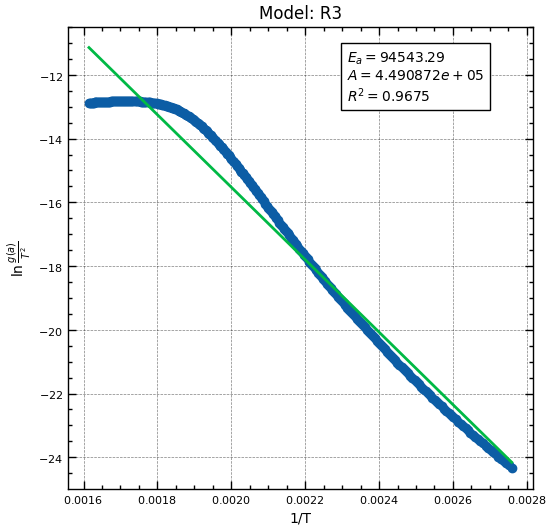 Model: R3
E_a = 94543.29
A = 4.490872e + 05
R^2 = 0.9675
ln g(a)/T^2
−12
−14
−16
−18
−20
−22
−24
0.0016 0.0018 0.0020 0.0022 0.0024 0.0026 0.0028
1/T